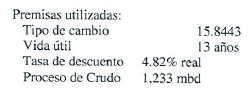 Premisas utilizadas:
Tipo de cambio 15.8443
Vida útil 13 años
Tasa de descuento 4.82% real
Proceso de Crudo 1,233 mbd